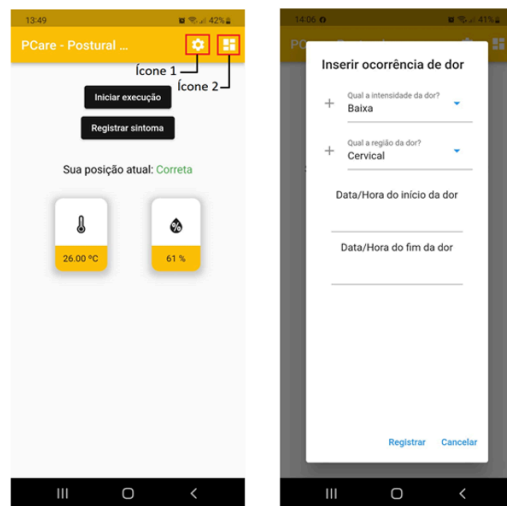 13:49
42%
PCare - Postural ...
Ícone 1
Ícone 2
Iniciar execução
Registrar sintoma
Sua posição atual: Correta
26.00 ºC
%
61 %
14:06
41%
PC
Inserir ocorrência de dor
Qual a intensidade da dor?
Baixa
Qual a região da dor?
Cervical
Data/Hora do início da dor
Data/Hora do fim da dor
Registrar Cancelar